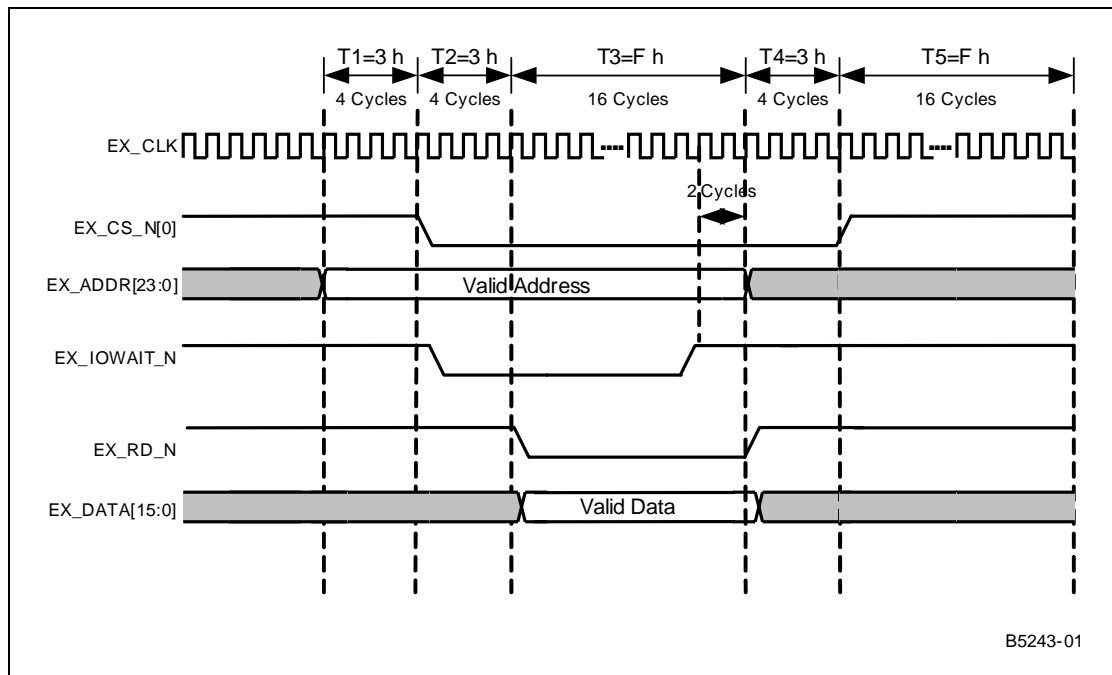 T1=3 h T2=3 h T3=F h T4=3 h T5=F h
4 Cycles 4 Cycles 16 Cycles 4 Cycles 16 Cycles
EX_CLK
2 Cycles
EX_CS_N[0]
EX_ADDR[23:0] Valid Address
EX_IOWAIT_N
EX_RD_N
EX_DATA[15:0] Valid Data
B5243-01